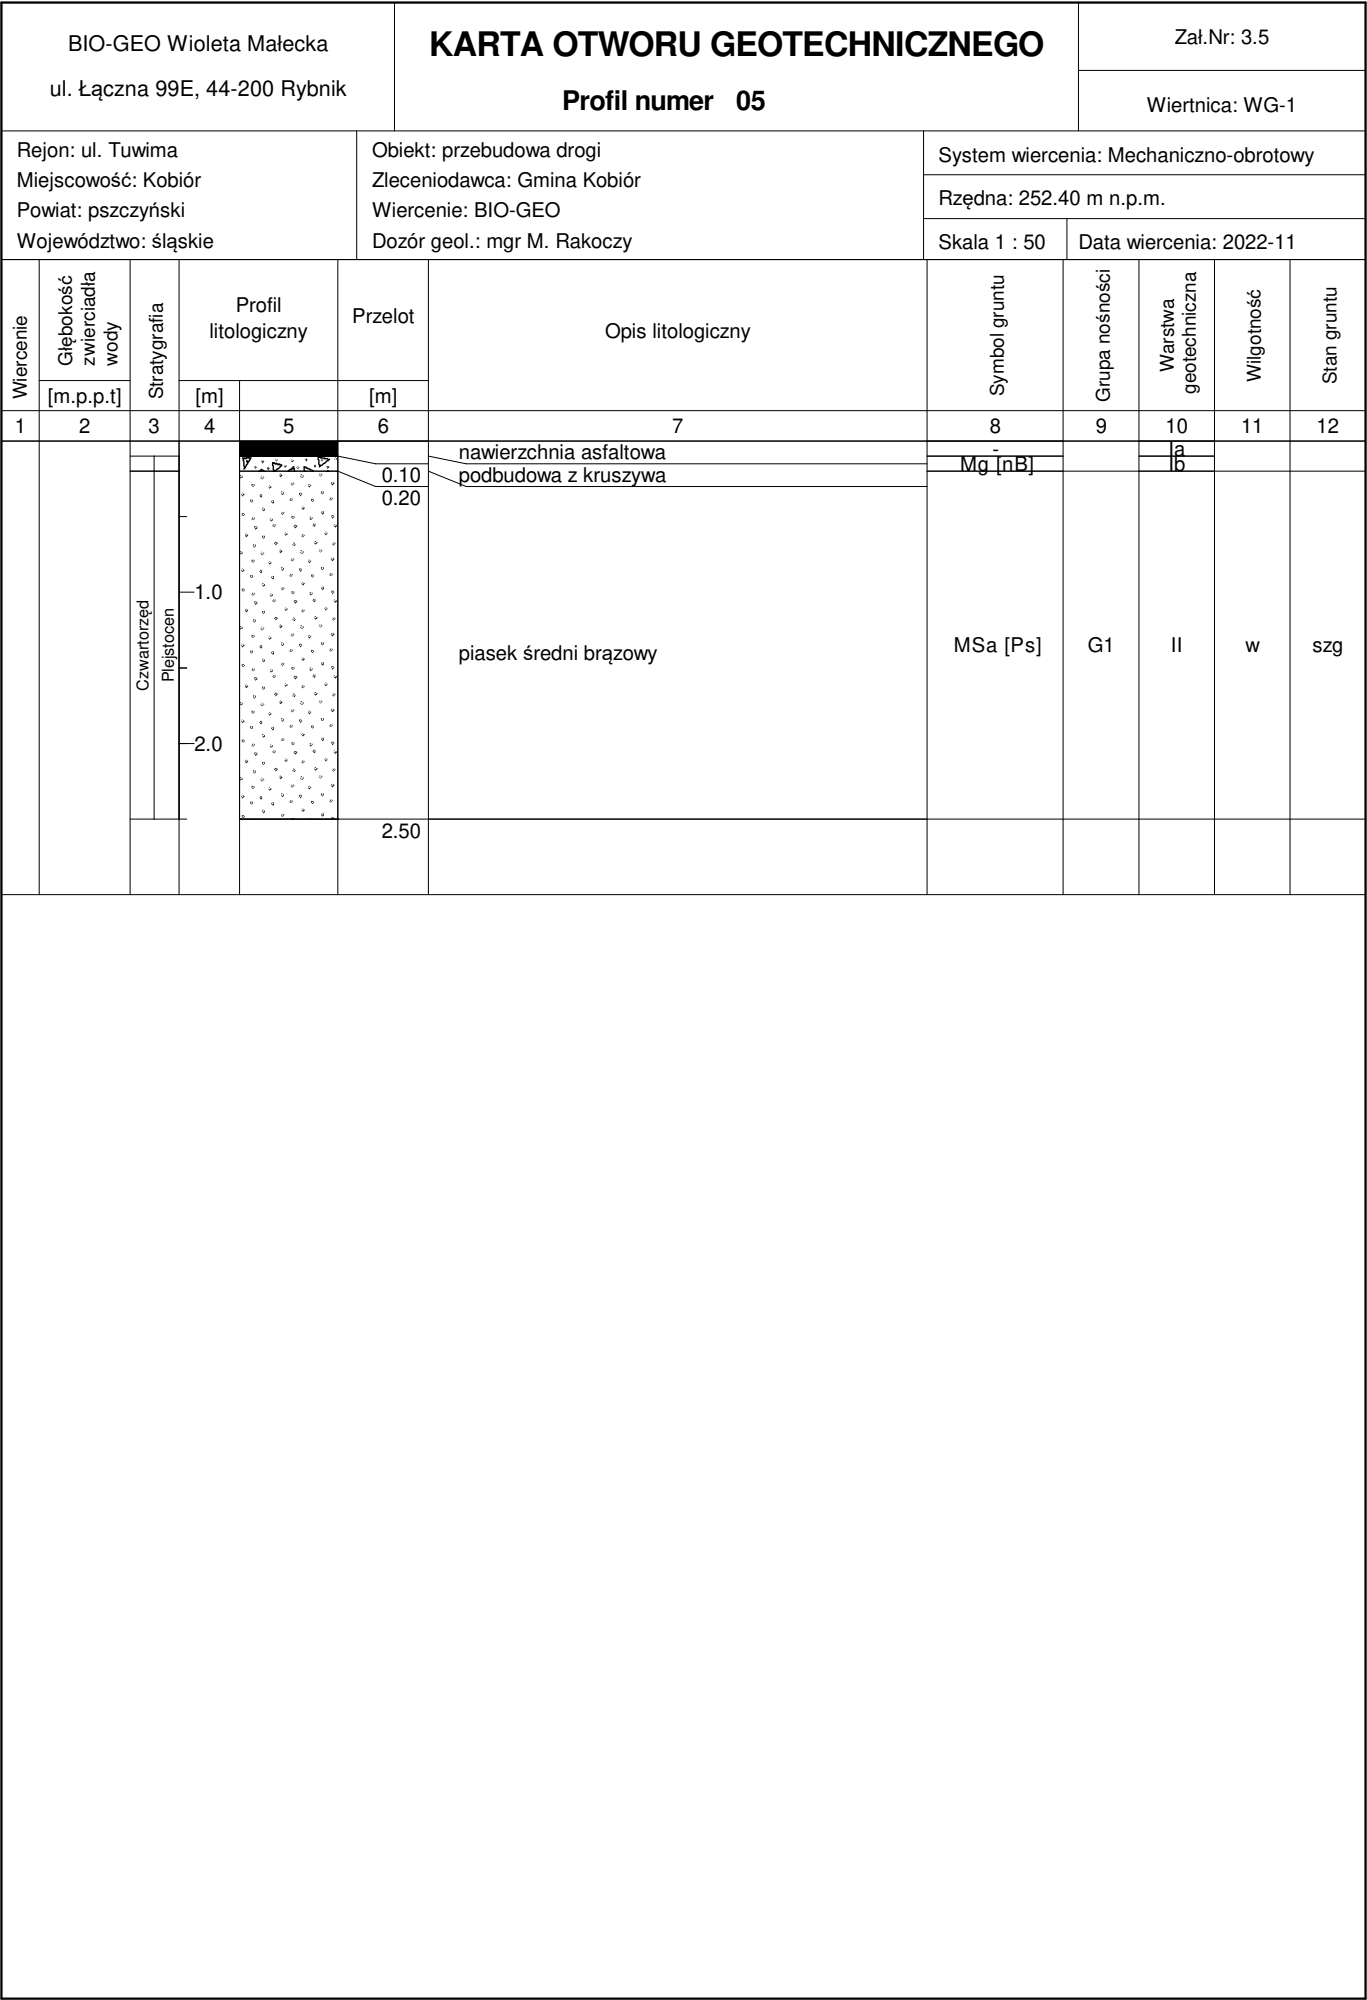 BIO-GEO Wioleta Małecka
ul. Łączna 99E, 44-200 Rybnik
KARTA OTWORU GEOTECHNICZNEGO
Profil numer 05
Zał.Nr: 3.5
Wiertnica: WG-1
Rejon: ul. Tuwima
Miejscowość: Kobiór
Powiat: pszczyński
Województwo: śląskie
Obiekt: przebudowa drogi
Zleceniodawca: Gmina Kobiór
Wiercenie: BIO-GEO
Dozór geol.: mgr M. Rakoczy
System wiercenia: Mechaniczno-obrotowy
Rzędna: 252.40 m n.p.m.
Skala 1 : 50
Data wiercenia: 2022-11
Wiercenie
Głębokość
zwierciadła
wody
[m.p.p.t]
Stratygrafia
Profil
litologiczny
[m]
Przelot
[m]
Opis litologiczny
Symbol gruntu
Grupa nośności
Warstwa
geotechniczna
Wilgotność
Stan gruntu
1 2 3 4 5 6 7 8 9 10 11 12
nawierzchnia asfaltowa
-
Ia
0.10
podbudowa z kruszywa
Mg [nB]
Ib
0.20
1.0
Czwartorzęd
Plejstocen
piasek średni brązowy
MSa [Ps]
G1
II
w
szg
2.0
2.50